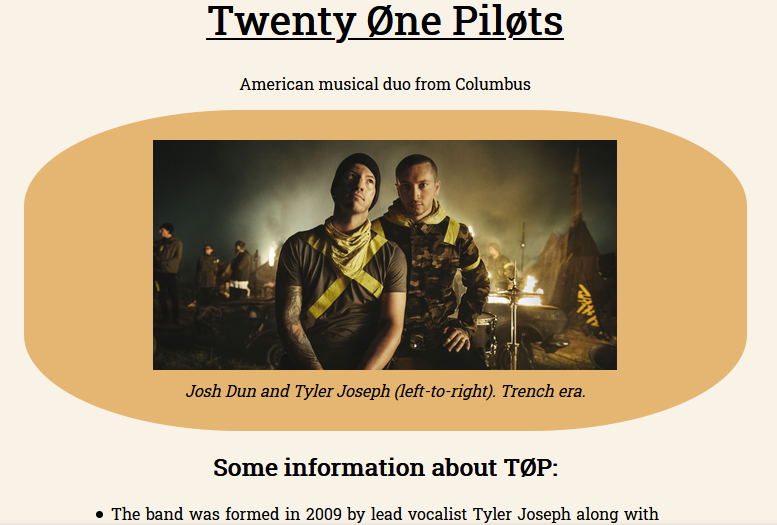 Twenty Øne Piløts
American musical duo from Columbus
Josh Dun and Tyler Joseph (left-to-right). Trench era.
Some information about TØP:
The band was formed in 2009 by lead vocalist Tyler Joseph along with